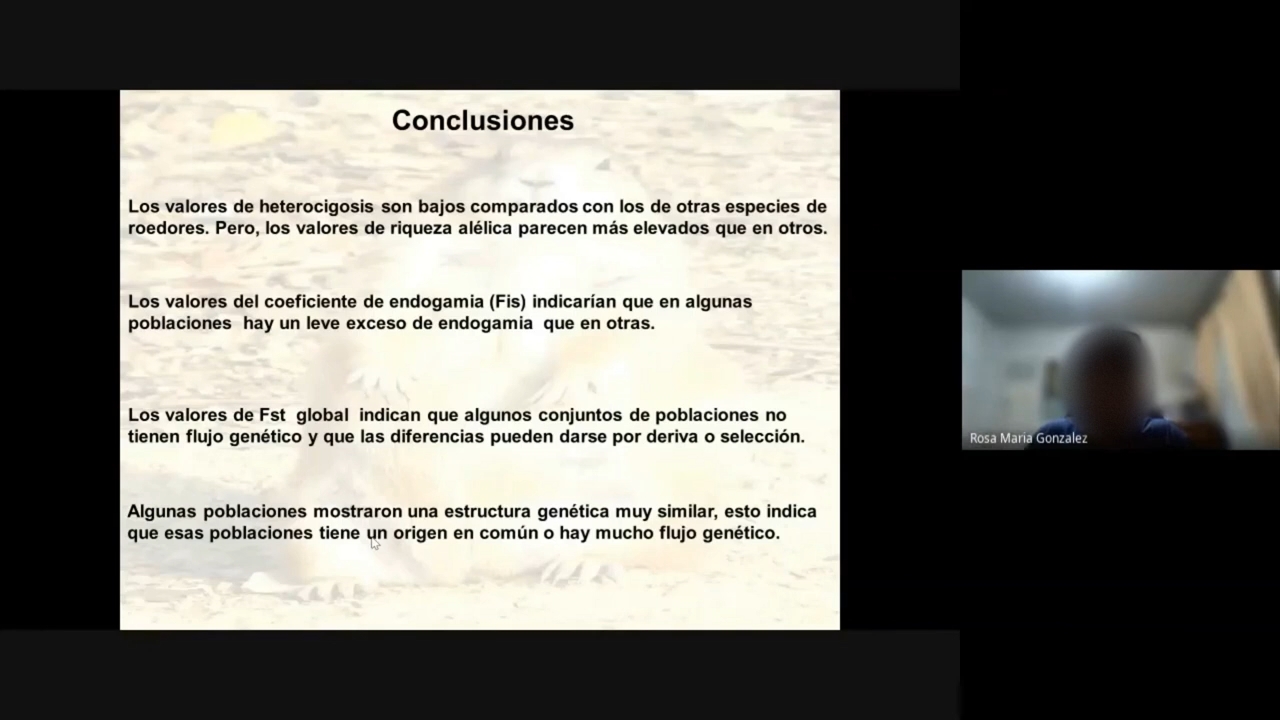 Conclusiones
Los valores de heterocigosis son bajos comparados con los de otras especies de
roedores. Pero, los valores de riqueza alélica parecen más elevados que en otros.
Los valores del coeficiente de endogamia (Fis) indicarían que en algunas
poblaciones hay un leve exceso de endogamia que en otras.
Los valores de Fst global indican que algunos conjuntos de poblaciones no
tienen flujo genético y que las diferencias pueden darse por deriva o selección.
Algunas poblaciones mostraron una estructura genética muy similar, esto indica
que esas poblaciones tiene un origen en común o hay mucho flujo genético.
Rosa Maria Gonzalez